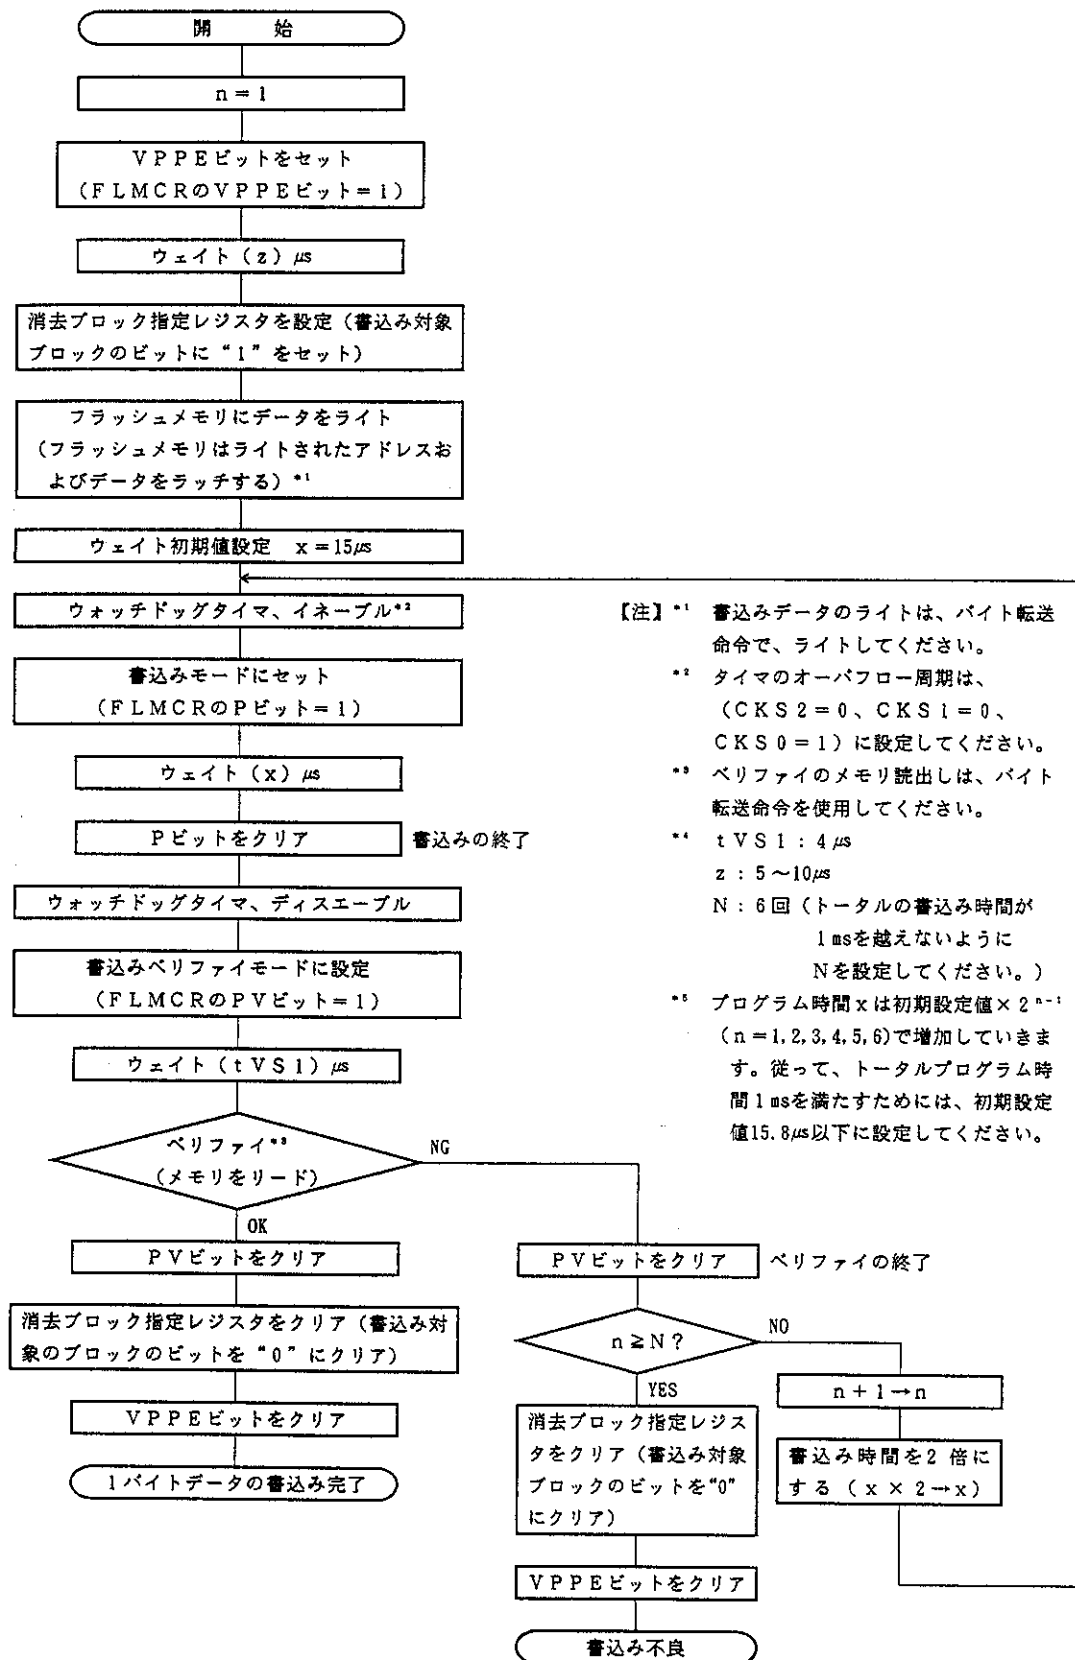 開　　始
n＝1
ＶＰＰＥビットをセット
（ＦＬＭＣＲのＶＰＰＥビット＝1）
ウェイト（z）μs
消去ブロック指定レジスタを設定（書込み対象
ブロックのビットに“1”をセット）
フラッシュメモリにデータをライト
（フラッシュメモリはライトされたアドレスお
よびデータをラッチする）*1
ウェイト初期値設定　x＝15μs
ウォッチドッグタイマ、イネーブル*2
書込みモードにセット
（ＦＬＭＣＲのＰビット＝1）
ウェイト（x）μs
Ｐビットをクリア　書込みの終了
ウォッチドッグタイマ、ディスエーブル
書込みベリファイモードに設定
（ＦＬＭＣＲのＰＶビット＝1）
ウェイト（ｔＶＳ1）μs
ベリファイ*3
（メモリをリード）
NG
OK
ＰＶビットをクリア
消去ブロック指定レジスタをクリア（書込み対
象のブロックのビットを“0”にクリア）
ＶＰＰＥビットをクリア
1バイトデータの書込み完了
ＰＶビットをクリア　ベリファイの終了
n≧N？
NO
YES
n＋1→n
書込み時間を2 倍に
する（x × 2→x）
消去ブロック指定レジス
タをクリア（書込み対象
ブロックのビットを“0”
にクリア）
ＶＰＰＥビットをクリア
書込み不良
【注】*1　書込みデータのライトは、バイト転送
命令で、ライトしてください。
*2　タイマのオーバフロー周期は、
（ＣＫＳ2＝0、ＣＫＳ1＝0、
ＣＫＳ0＝1）に設定してください。
*3　ベリファイのメモリ読出しは、バイト
転送命令を使用してください。
*4　ｔＶＳ1：4μs
z：5～10μs
N：6回（トータルの書込み時間が
1msを越えないように
Nを設定してください。）
*5　プログラム時間xは初期設定値×2ⁿ⁻¹
（n＝1,2,3,4,5,6）で増加していきま
す。従って、トータルプログラム時
間1msを満たすためには、初期設定
値15.8μs以下に設定してください。